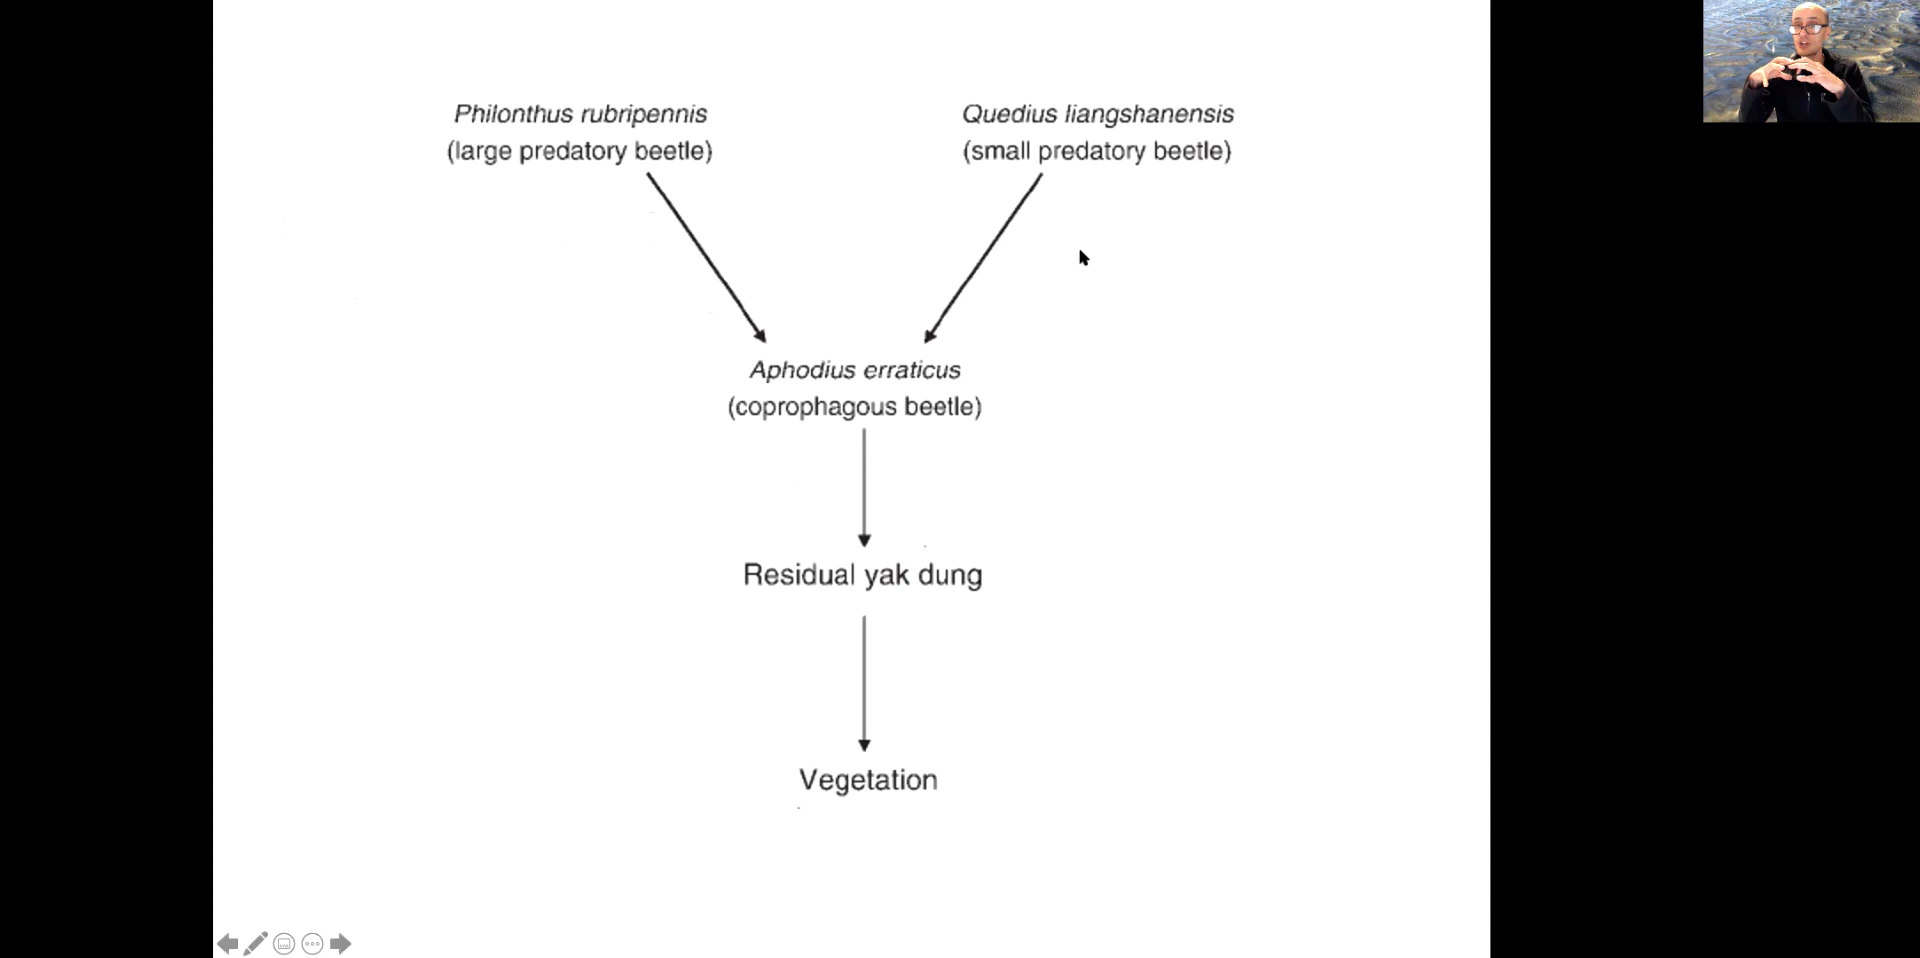 Philonthus rubripennis
(large predatory beetle)
Quedius liangshanensis
(small predatory beetle)
Aphodius erraticus
(coprophagous beetle)
Residual yak dung
Vegetation